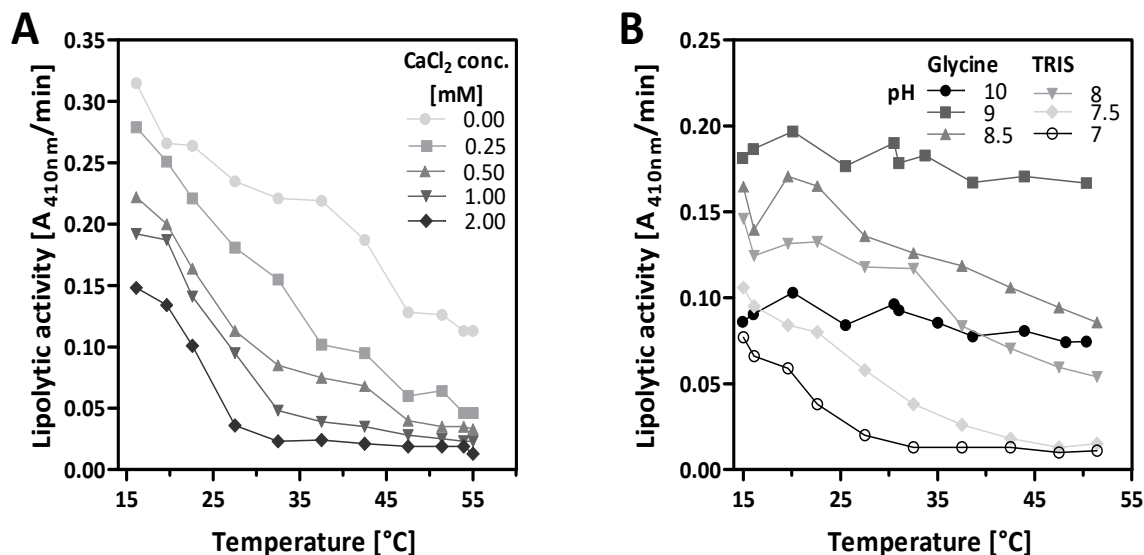 A
Lipolytic activity [A 410nm/min]
0.35
0.30
0.25
0.20
0.15
0.10
0.05
0.00
15 25 35 45 55
Temperature [°C]
CaCl2 conc.
[mM]
0.00
0.25
0.50
1.00
2.00
B
Lipolytic activity [A 410nm/min]
0.25
0.20
0.15
0.10
0.05
0.00
15 25 35 45 55
Temperature [°C]
Glycine TRIS
pH 10 8
9 7.5
8.5 7